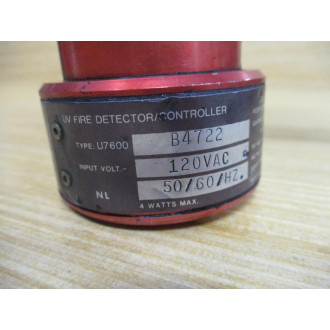 UV FIRE DETECTOR/CONTROLLER
TYPE: U7600 B4722
INPUT VOLT.- 120VAC
50/60/HZ.
NL
4 WATTS MAX.